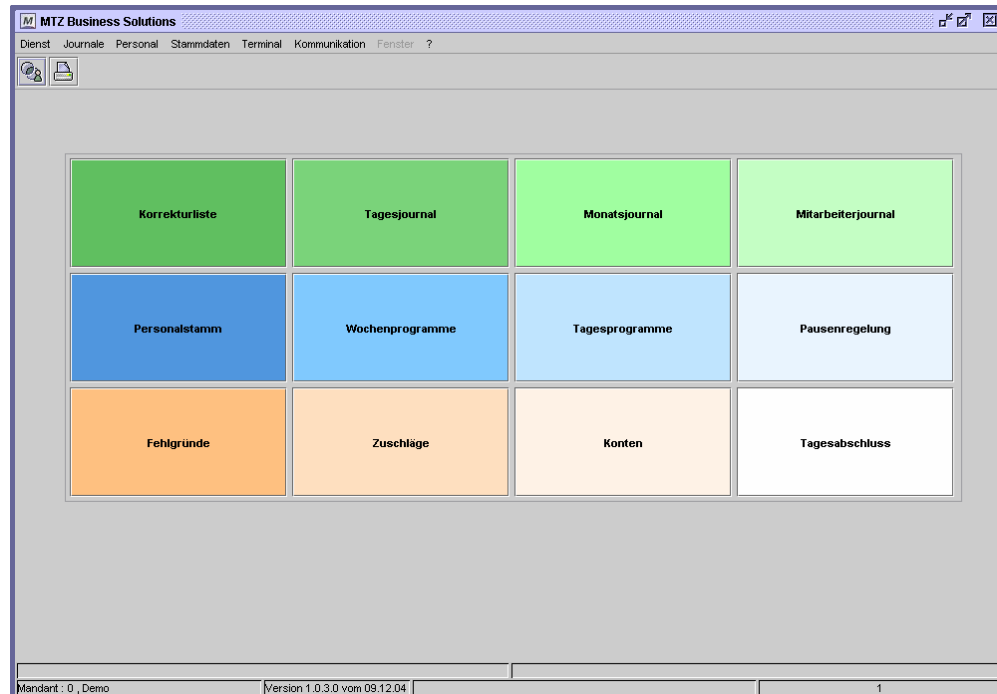 MTZ Business Solutions
Dienst Journale Personal Stammdaten Terminal Kommunikation Fenster ?
Korrekturliste Tagesjournal Monatsjournal Mitarbeiterjournal
Personalstamm Wochenprogramme Tagesprogramme Pausenregelung
Fehlgründe Zuschläge Konten Tagesabschluss
Mandant : 0 , Demo Version 1.0.3.0 vom 09.12.04 1